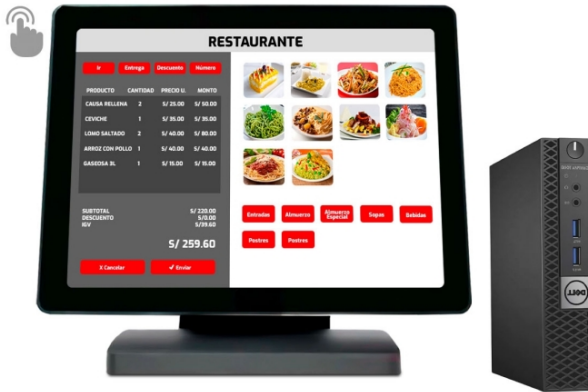 RESTAURANTE
Ir Entrega Descuento Número
PRODUCTO CANTIDAD PRECIO U. MONTO
CAUSA RELLENA 2 S/ 25.00 S/ 50.00
CEVICHE 1 S/ 35.00 S/ 35.00
LOMO SALTADO 2 S/ 40.00 S/ 80.00
ARROZ CON POLLO 1 S/ 40.00 S/ 40.00
GASEOSA 3L 1 S/ 15.00 S/ 15.00
SUBTOTAL S/ 220.00
DESCUENTO S/0.00
IGV S/39.60
S/ 259.60
X Cancelar ✓ Enviar
Entradas Almuerzo Almuerzo Especial Sopas Bebidas
Postres Postres
DELL